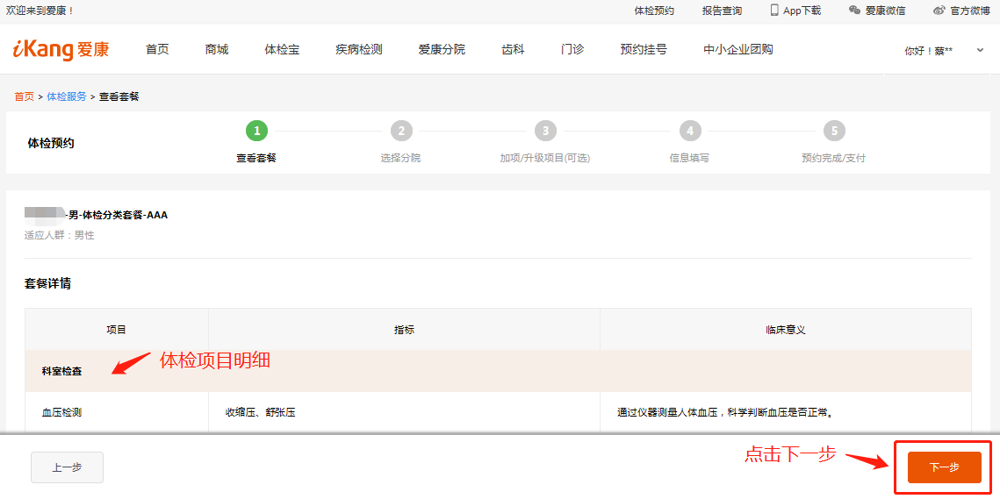 欢迎来到爱康！ 体检预约 报告查询 App下载 爱康微信 官方微博
iKang爱康 首页 商城 体检宝 疾病检测 爱康分院 齿科 门诊 预约挂号 中小企业团购 你好！蔡**
首页 > 体检服务 > 查看套餐
体检预约
1 2 3 4 5
查看套餐 选择分院 加项/升级项目(可选) 信息填写 预约完成/支付
-男-体检分类套餐-AAA
适应人群：男性
套餐详情
项目 指标 临床意义
科室检查 体检项目明细
血压检测 收缩压、舒张压 通过仪器测量人体血压，科学判断血压是否正常。
点击下一步
上一步 下一步